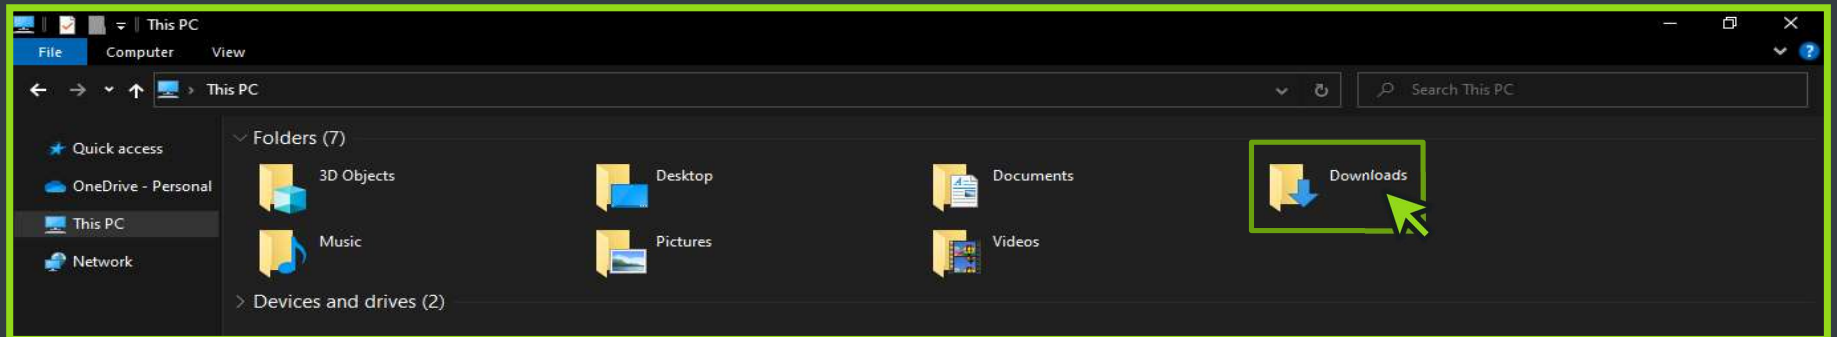 This PC
File Computer View
This PC
Search This PC
Quick access
OneDrive - Personal
This PC
Network
Folders (7)
3D Objects
Desktop
Documents
Downloads
Music
Pictures
Videos
Devices and drives (2)